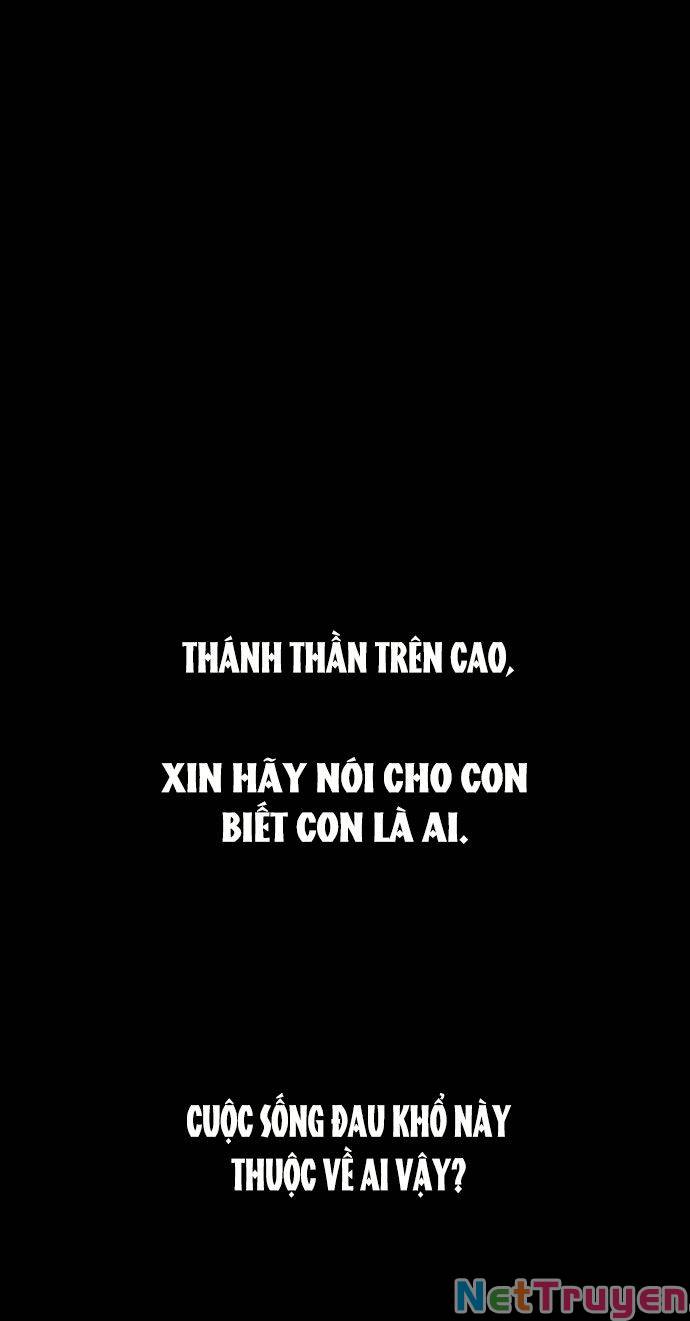 THÁNH THẦN TRÊN CAO,
XIN HÃY NÓI CHO CON
BIẾT CON LÀ AI.
CUỘC SỐNG ĐAU KHỔ NÀY
THUỘC VỀ AI VẬY?
NetTruyen